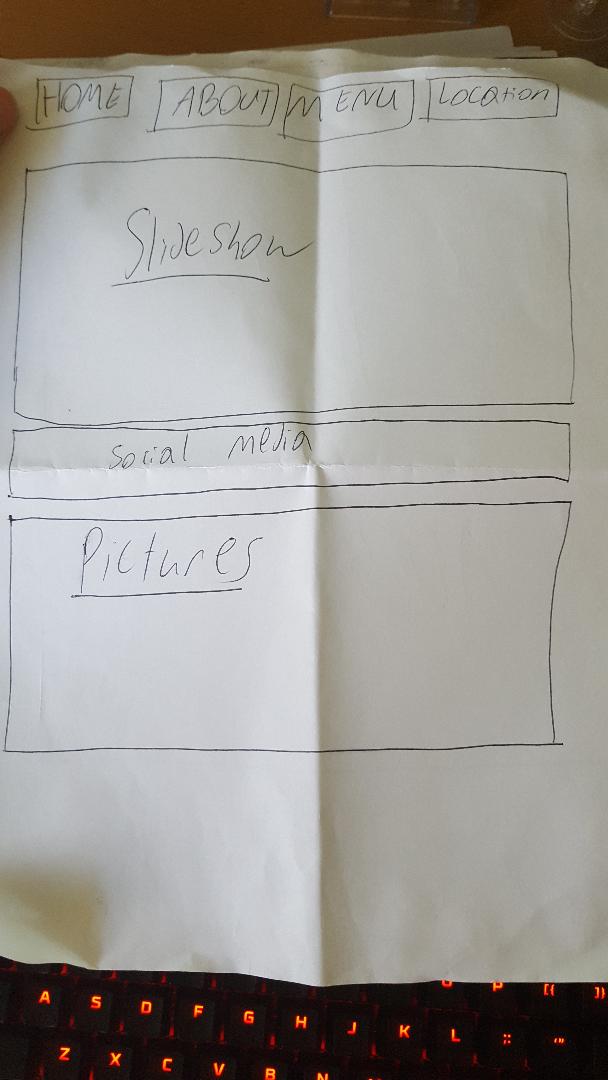 HOME ABOUT MENU Location
Slideshow
social media
Pictures
O P [{ ]}
A S D F G H J K L ;: '"
Z X C V B N M